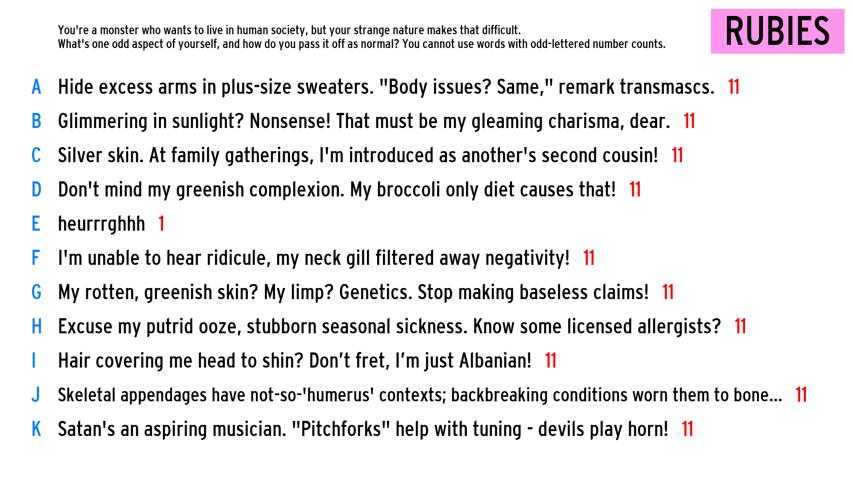 You're a monster who wants to live in human society, but your strange nature makes that difficult.
What's one odd aspect of yourself, and how do you pass it off as normal? You cannot use words with odd-lettered number counts.
RUBIES
A Hide excess arms in plus-size sweaters. "Body issues? Same," remark transmascs. 11
B Glimmering in sunlight? Nonsense! That must be my gleaming charisma, dear. 11
C Silver skin. At family gatherings, I'm introduced as another's second cousin! 11
D Don't mind my greenish complexion. My broccoli only diet causes that! 11
E heurrrghhh 1
F I'm unable to hear ridicule, my neck gill filtered away negativity! 11
G My rotten, greenish skin? My limp? Genetics. Stop making baseless claims! 11
H Excuse my putrid ooze, stubborn seasonal sickness. Know some licensed allergists? 11
I Hair covering me head to shin? Don’t fret, I’m just Albanian! 11
J Skeletal appendages have not-so-'humerus' contexts; backbreaking conditions worn them to bone... 11
K Satan's an aspiring musician. "Pitchforks" help with tuning - devils play horn! 11